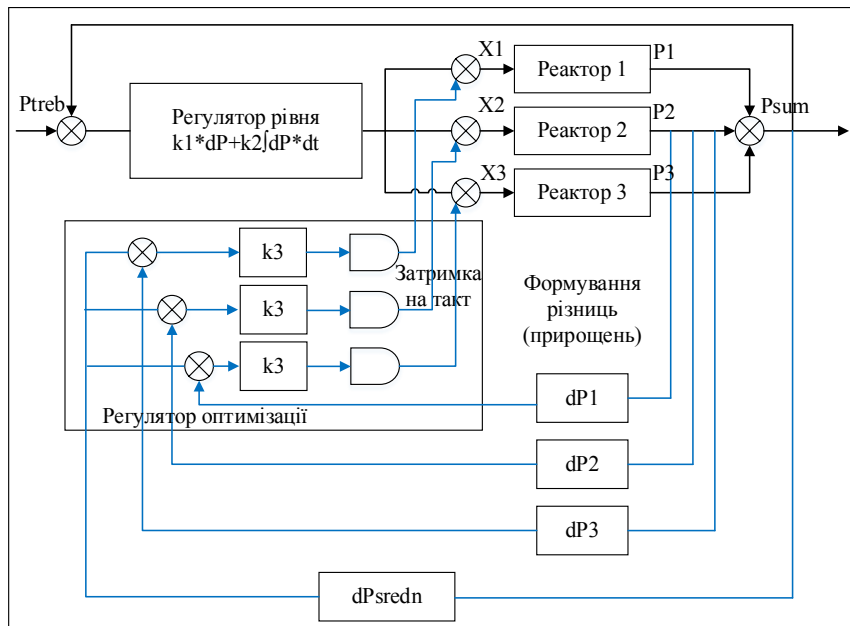 Ptreb
Регулятор рівня
k1*dP+k2∫dP*dt
X1
Реактор 1
P1
X2
Реактор 2
P2
Psum
X3
Реактор 3
P3
k3
Затримка
на такт
k3
k3
Регулятор оптимізації
Формування
різниць
(прирощень)
dP1
dP2
dP3
dPsredn